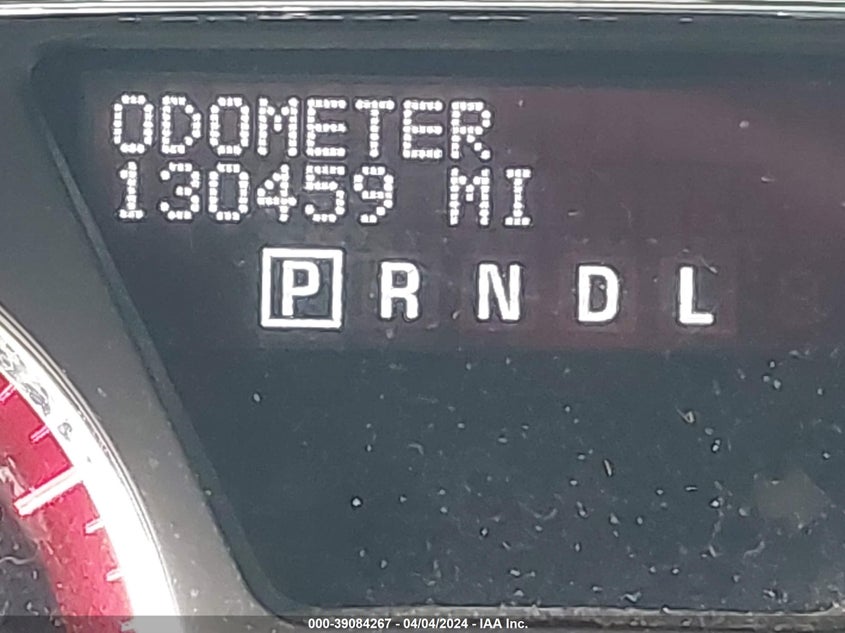 ODOMETER
130459 MI
P R N D L
000-39084267 - 04/04/2024 - IAA Inc.